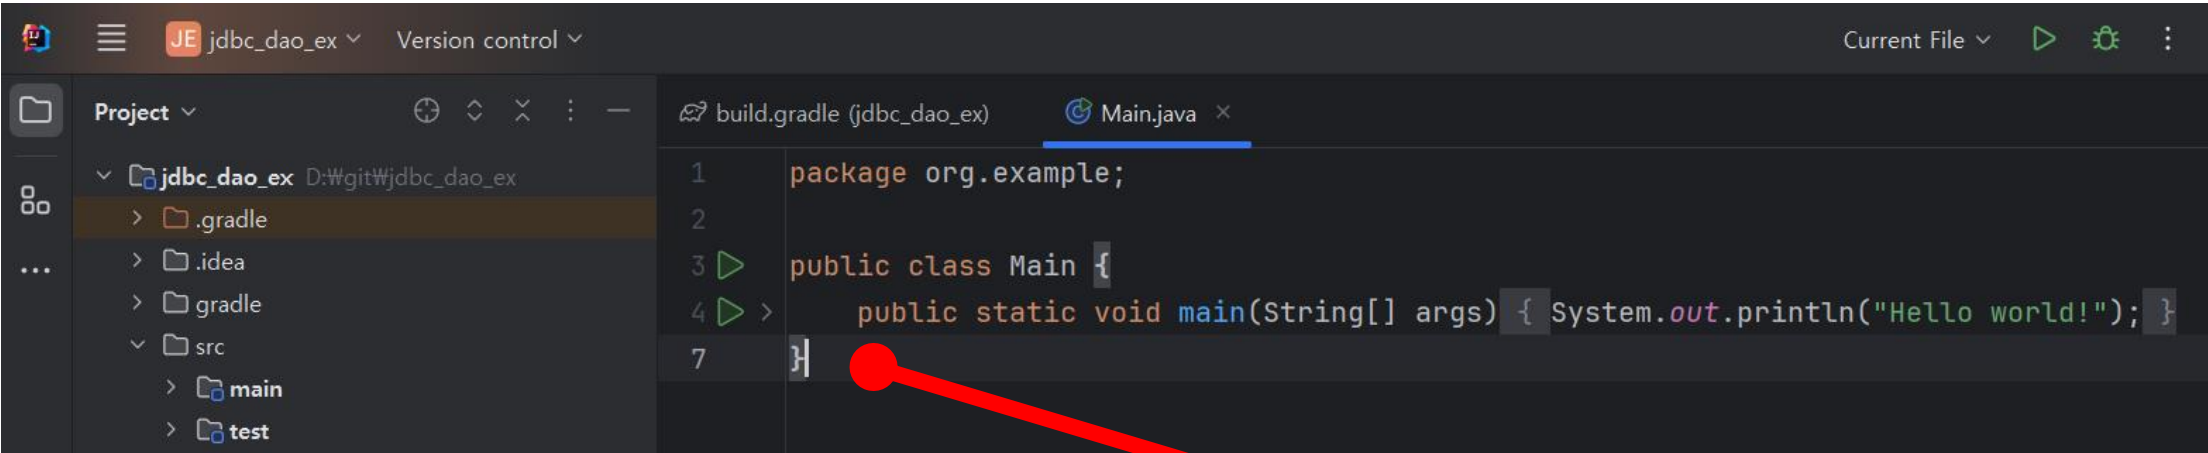 JE jdbc_dao_ex Version control Current File
Project
build.gradle (jdbc_dao_ex) Main.java
jdbc_dao_ex D:₩git₩jdbc_dao_ex
.gradle
.idea
gradle
src
main
test
1 package org.example;
2
3 public class Main {
4 public static void main(String[] args) { System.out.println("Hello world!"); }
7 }